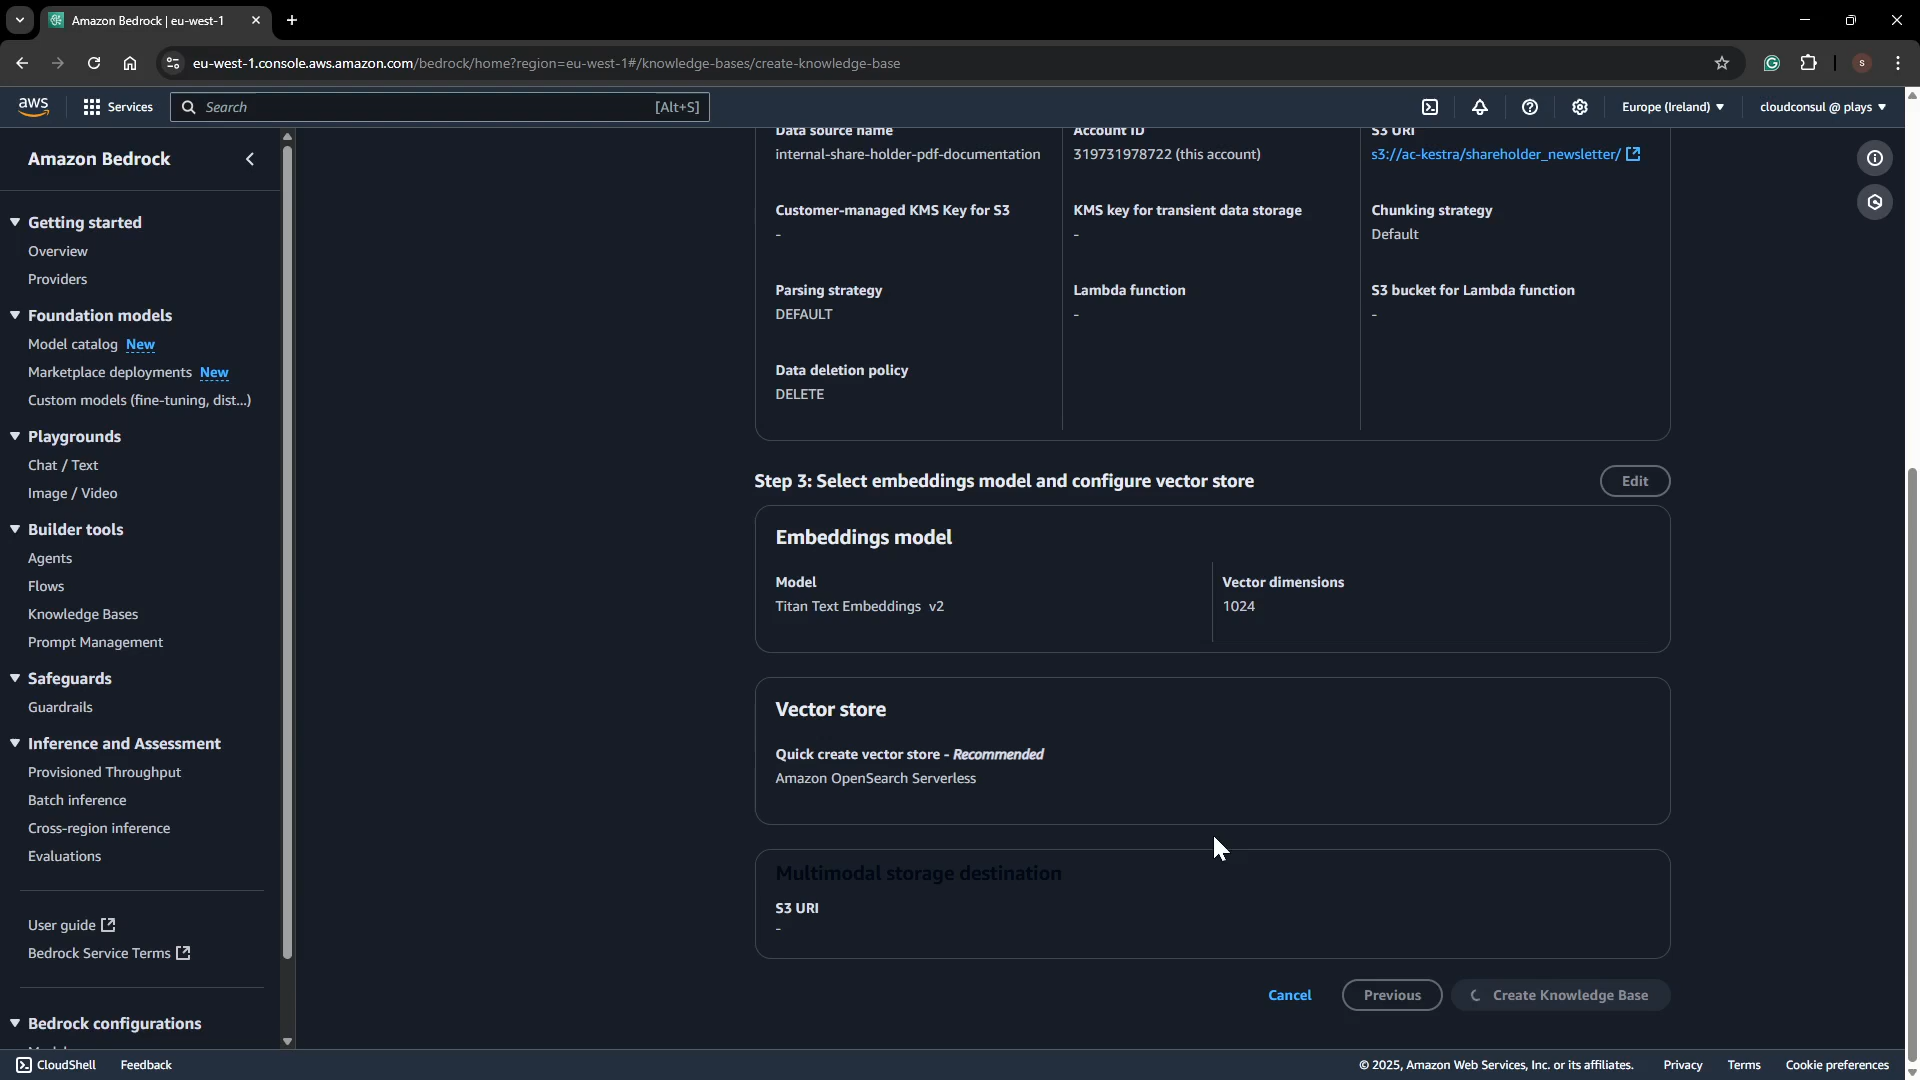 Amazon Bedrock | eu-west-1
eu-west-1.console.aws.amazon.com/bedrock/home?region=eu-west-1#/knowledge-bases/create-knowledge-base
S
aws
Services
Search
[Alt+S]
Europe (Ireland)
cloudconsul @ plays
Amazon Bedrock
Getting started
Overview
Providers
Foundation models
Model catalog New
Marketplace deployments New
Custom models (fine-tuning, dist...)
Playgrounds
Chat / Text
Image / Video
Builder tools
Agents
Flows
Knowledge Bases
Prompt Management
Safeguards
Guardrails
Inference and Assessment
Provisioned Throughput
Batch inference
Cross-region inference
Evaluations
User guide
Bedrock Service Terms
Bedrock configurations
Data source name
internal-share-holder-pdf-documentation
Account ID
319731978722 (this account)
S3 URI
s3://ac-kestra/shareholder_newsletter/
Customer-managed KMS Key for S3
-
KMS key for transient data storage
-
Chunking strategy
Default
Parsing strategy
DEFAULT
Lambda function
-
S3 bucket for Lambda function
-
Data deletion policy
DELETE
Step 3: Select embeddings model and configure vector store
Edit
Embeddings model
Model
Titan Text Embeddings v2
Vector dimensions
1024
Vector store
Quick create vector store - Recommended
Amazon OpenSearch Serverless
Multimodal storage destination
S3 URI
-
Cancel
Previous
Create Knowledge Base
CloudShell
Feedback
© 2025, Amazon Web Services, Inc. or its affiliates.
Privacy
Terms
Cookie preferences